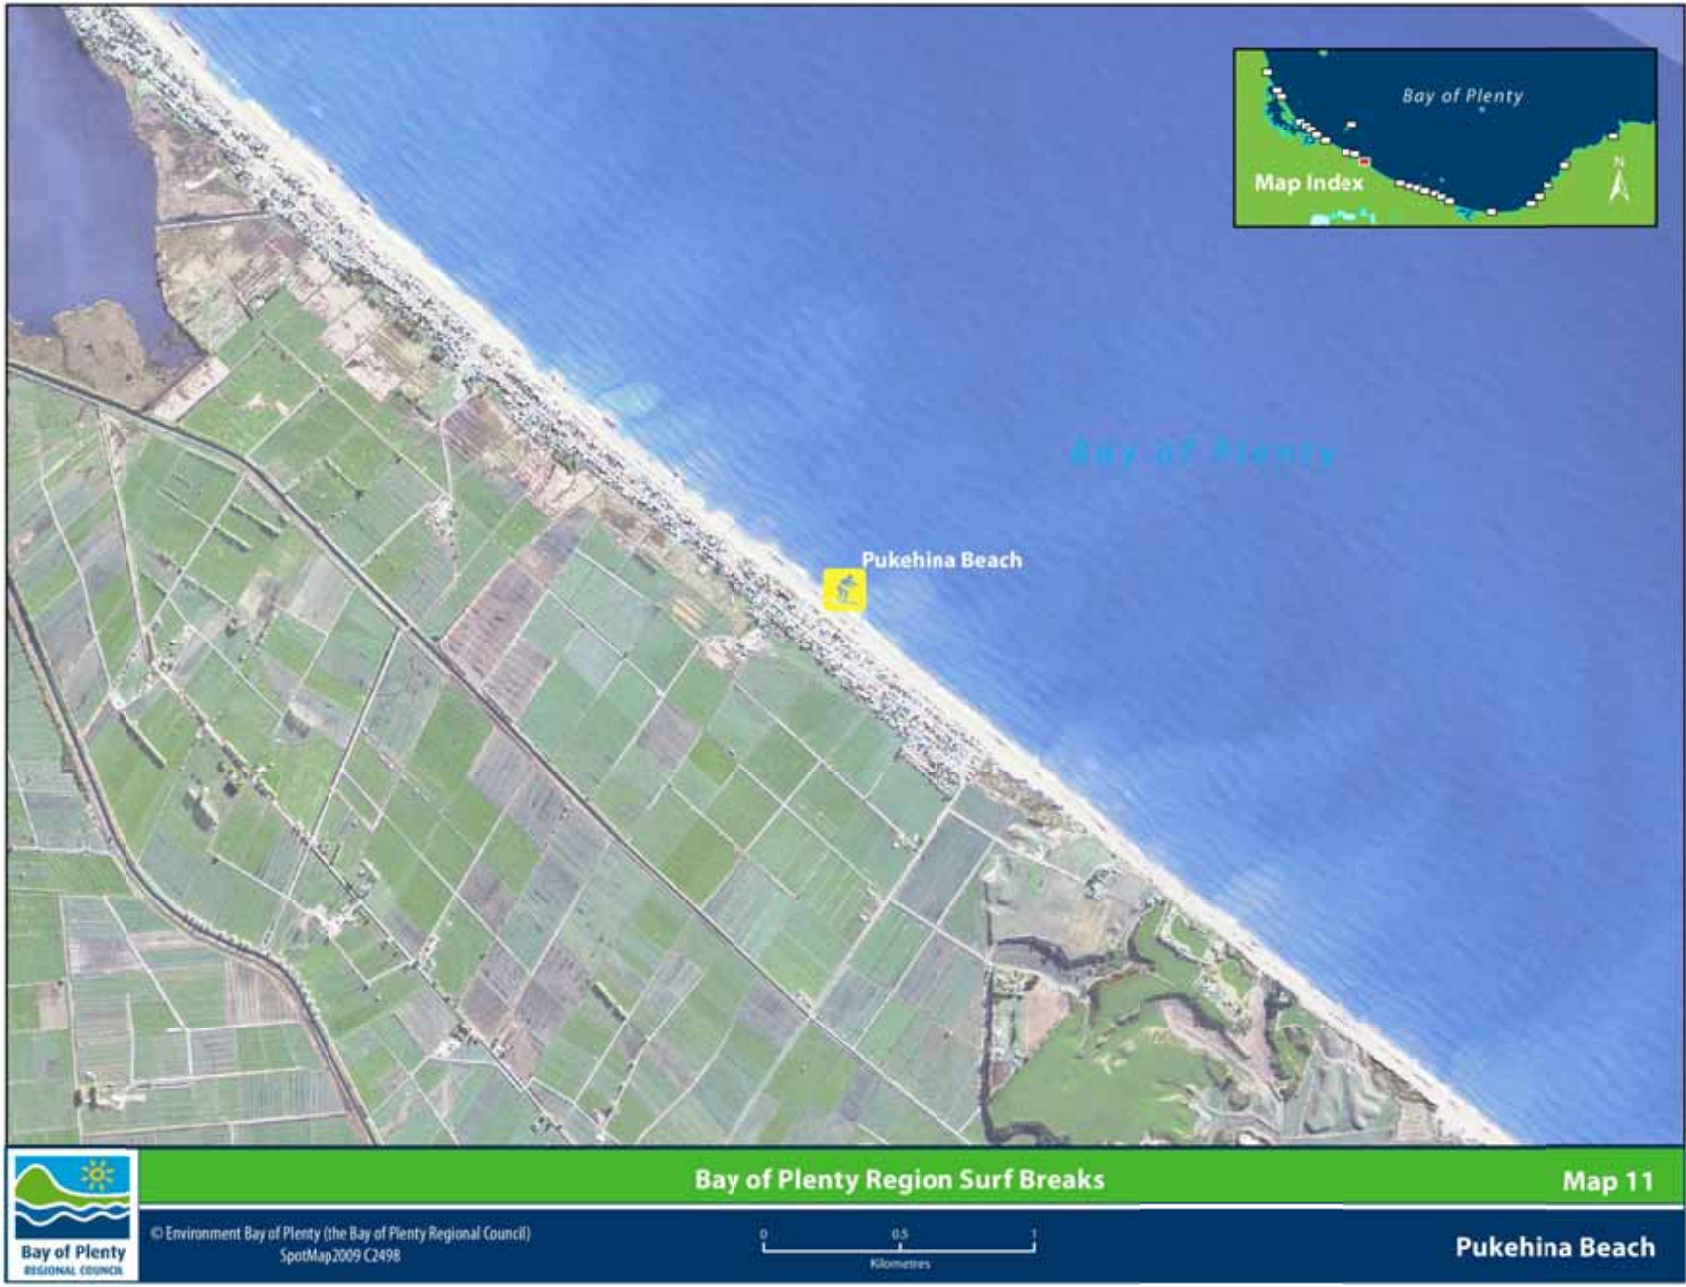 Bay of Plenty
Map Index
N
Bay of Plenty
Pukehina Beach
Bay of Plenty Region Surf Breaks
Map 11
Bay of Plenty
REGIONAL COUNCIL
© Environment Bay of Plenty (the Bay of Plenty Regional Council)
SpotMap2009 C2498
0 0.5 1
Kilometres
Pukehina Beach